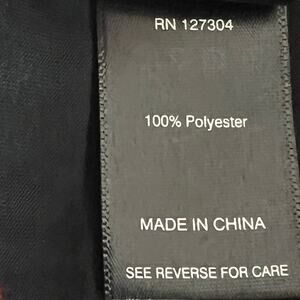 RN 127304
100% Polyester
MADE IN CHINA
SEE REVERSE FOR CARE